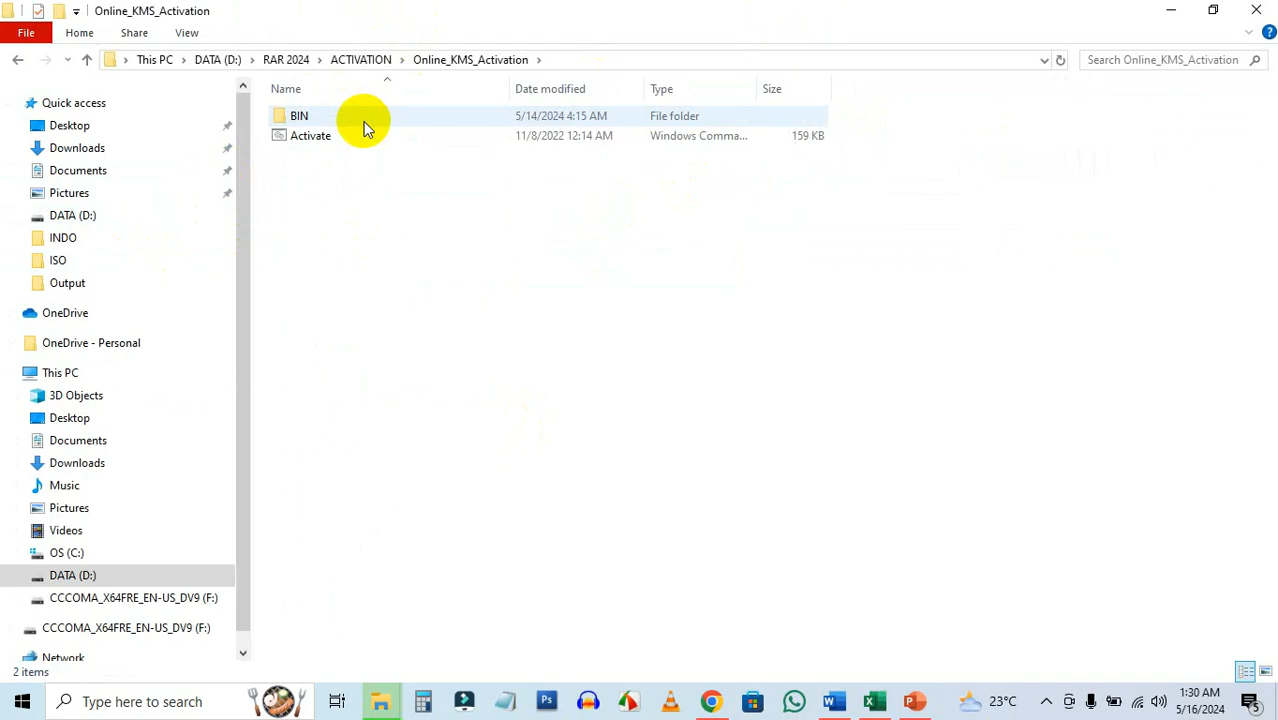 Online_KMS_Activation
File Home Share View
This PC DATA (D:) RAR 2024 ACTIVATION Online_KMS_Activation Search Online_KMS_Activation
Name Date modified Type Size
BIN 5/14/2024 4:15 AM File folder
Activate 11/8/2022 12:14 AM Windows Comma... 159 KB
Quick access
Desktop
Downloads
Documents
Pictures
DATA (D:)
INDO
ISO
Output
OneDrive
OneDrive - Personal
This PC
3D Objects
Desktop
Documents
Downloads
Music
Pictures
Videos
OS (C:)
DATA (D:)
CCCOMA_X64FRE_EN-US_DV9 (F:)
CCCOMA_X64FRE_EN-US_DV9 (F:)
Network
2 items
Type here to search 23°C 1:30 AM
5/16/2024 5